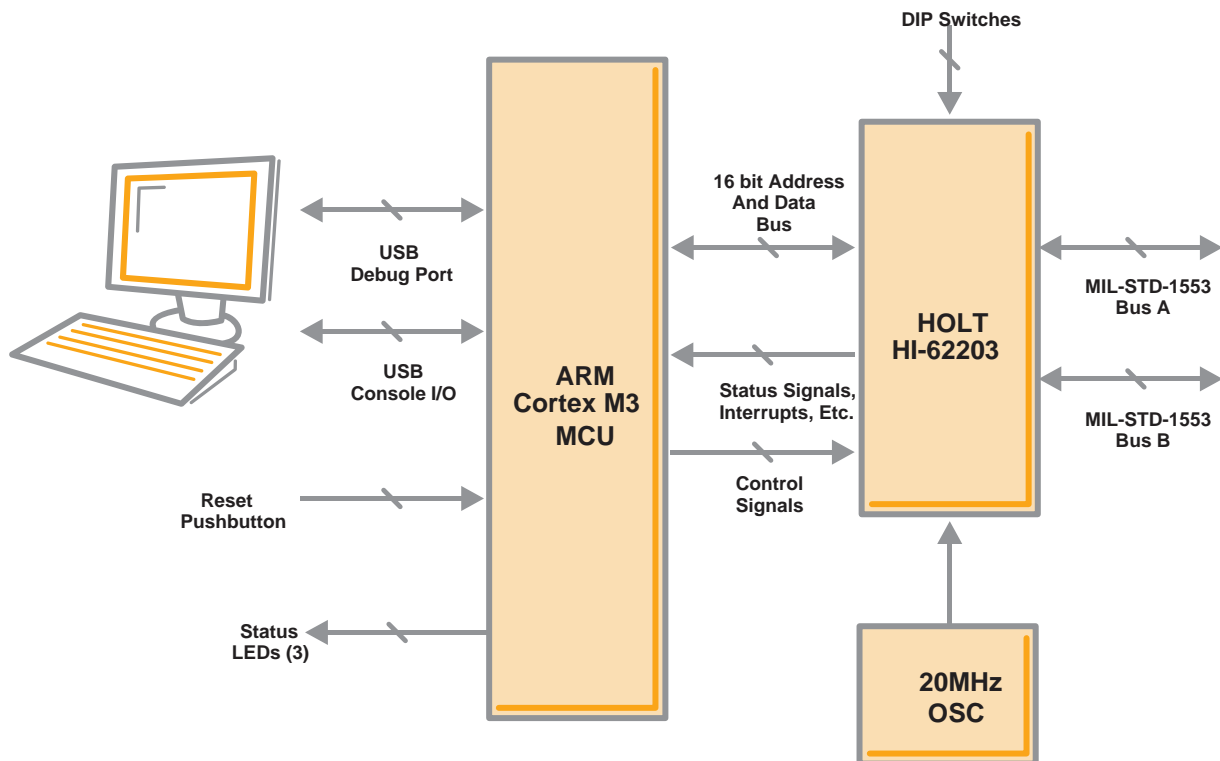 DIP Switches
16 bit Address
And Data
Bus
USB
Debug Port
MIL-STD-1553
Bus A
HOLT
HI-62203
USB
Console I/O
ARM
Cortex M3
MCU
Status Signals,
Interrupts, Etc.
MIL-STD-1553
Bus B
Control
Signals
Reset
Pushbutton
Status
LEDs (3)
20MHz
OSC